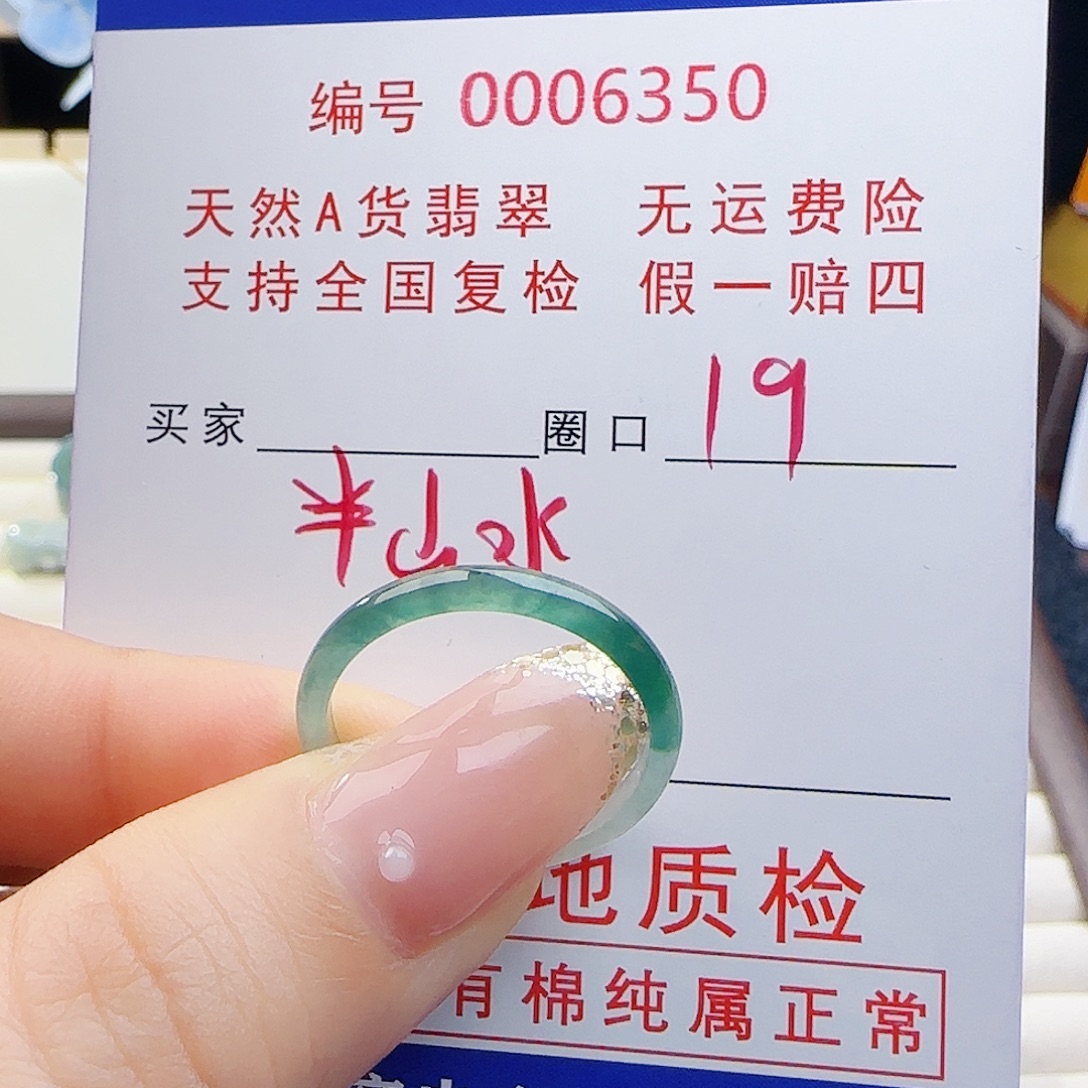 编号 0006350
天然A货翡翠 无运费险
支持全国复检 假一赔四
买家 圈口 19
半山水
地质检
有棉纯属正常